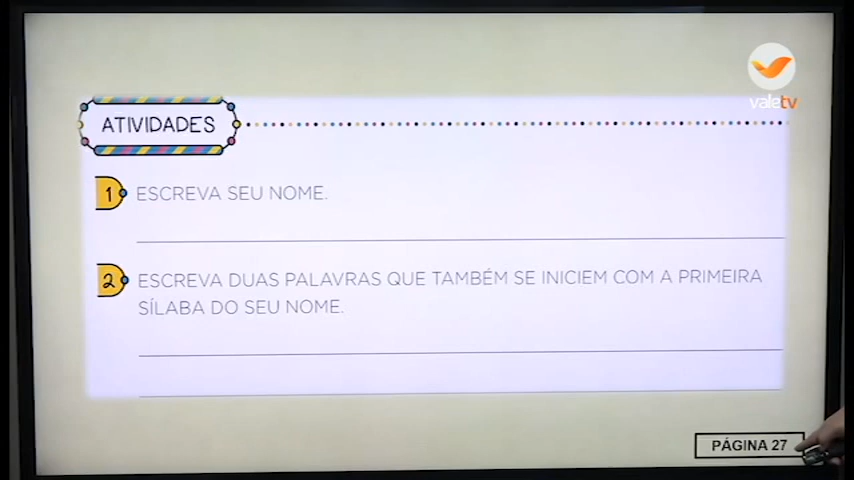 valetv
ATIVIDADES
1 ESCREVA SEU NOME.
2 ESCREVA DUAS PALAVRAS QUE TAMBÉM SE INICIEM COM A PRIMEIRA
SÍLABA DO SEU NOME.
PÁGINA 27